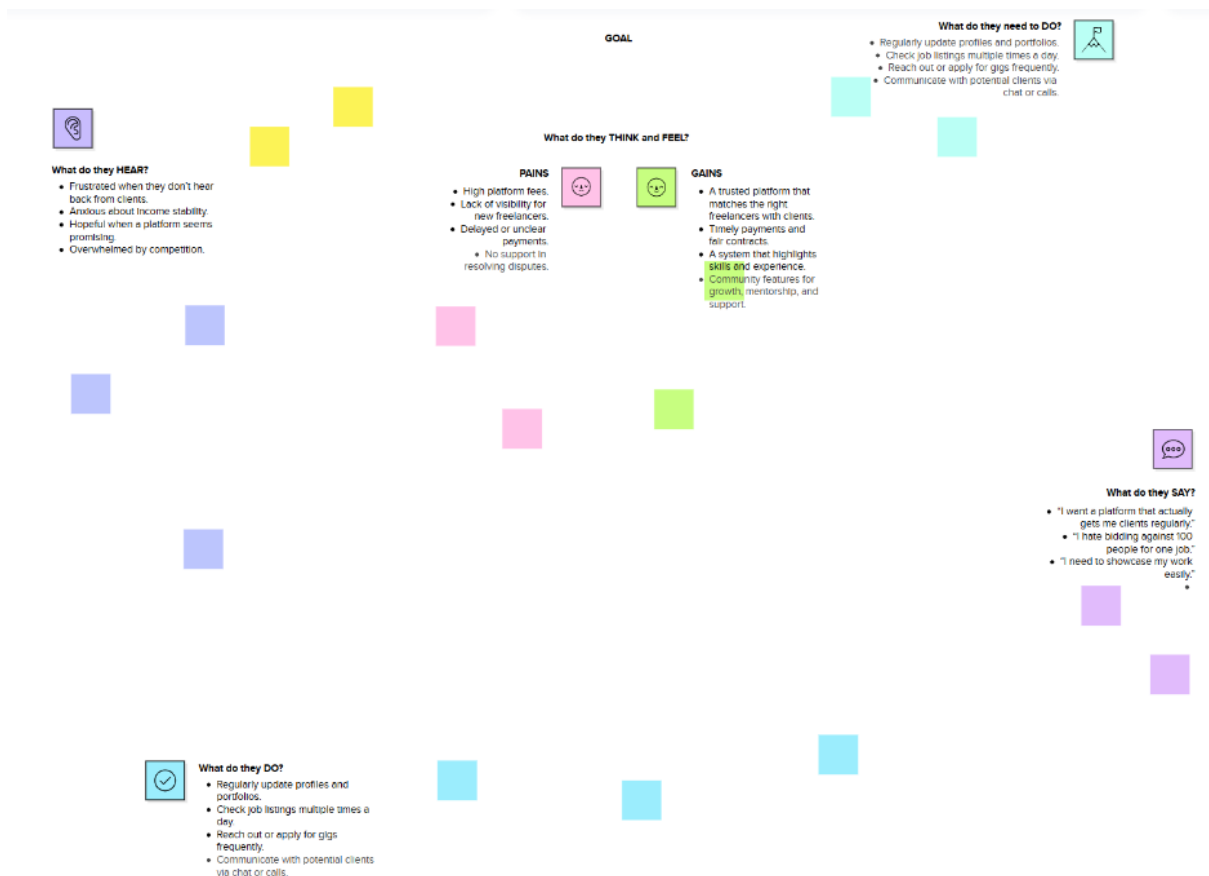 GOAL
What do they need to DO?
• Regularly update profiles and portfolios.
• Check job listings multiple times a day.
• Reach out or apply for gigs frequently.
• Communicate with potential clients via
chat or calls.
What do they THINK and FEEL?
What do they HEAR?
• Frustrated when they don't hear
back from clients.
• Anxious about income stability.
• Hopeful when a platform seems
promising.
• Overwhelmed by competition.
PAINS
• High platform fees.
• Lack of visibility for
new freelancers.
• Delayed or unclear
payments.
• No support in
resolving disputes.
GAINS
• A trusted platform that
matches the right
freelancers with clients.
• Timely payments and
fair contracts.
• A system that highlights
skills and experience.
• Community features for
growth, mentorship, and
support.
What do they SAY?
• "I want a platform that actually
gets me clients regularly."
• "I hate bidding against 100
people for one job."
• "I need to showcase my work
easily."
•
What do they DO?
• Regularly update profiles and
portfolios.
• Check job listings multiple times a
day.
• Reach out or apply for gigs
frequently.
• Communicate with potential clients
via chat or calls.